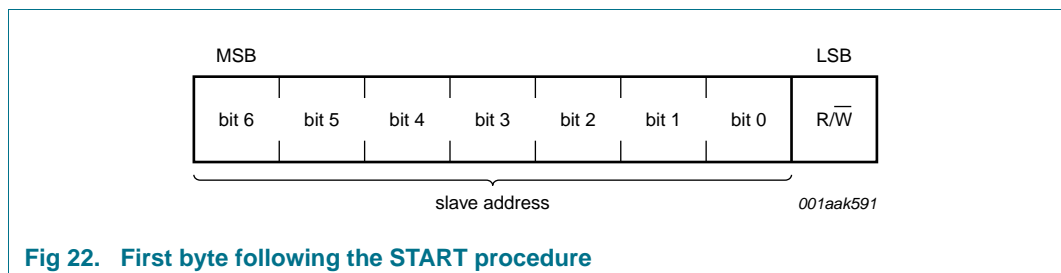 MSB LSB
bit 6 bit 5 bit 4 bit 3 bit 2 bit 1 bit 0 R/W̅
slave address 001aak591
Fig 22. First byte following the START procedure